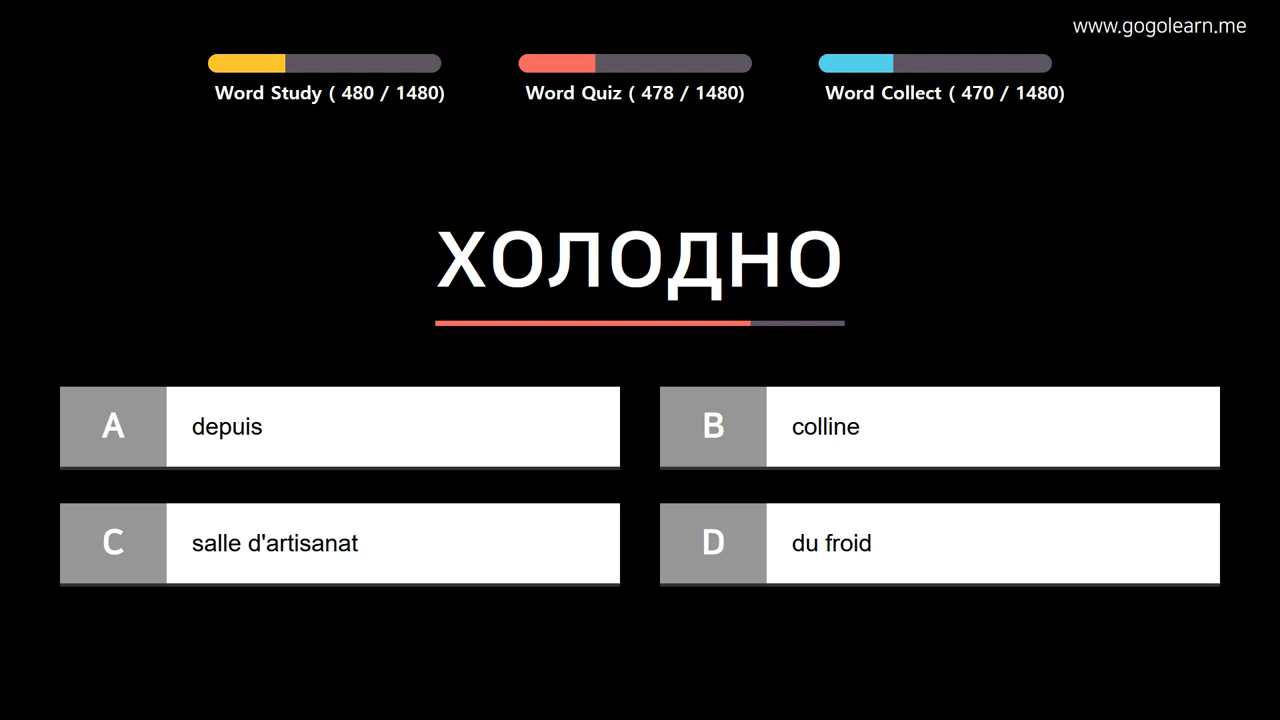 www.gogolearn.me
Word Study ( 480 / 1480)
Word Quiz ( 478 / 1480)
Word Collect ( 470 / 1480)
холодно
A depuis
B colline
C salle d'artisanat
D du froid